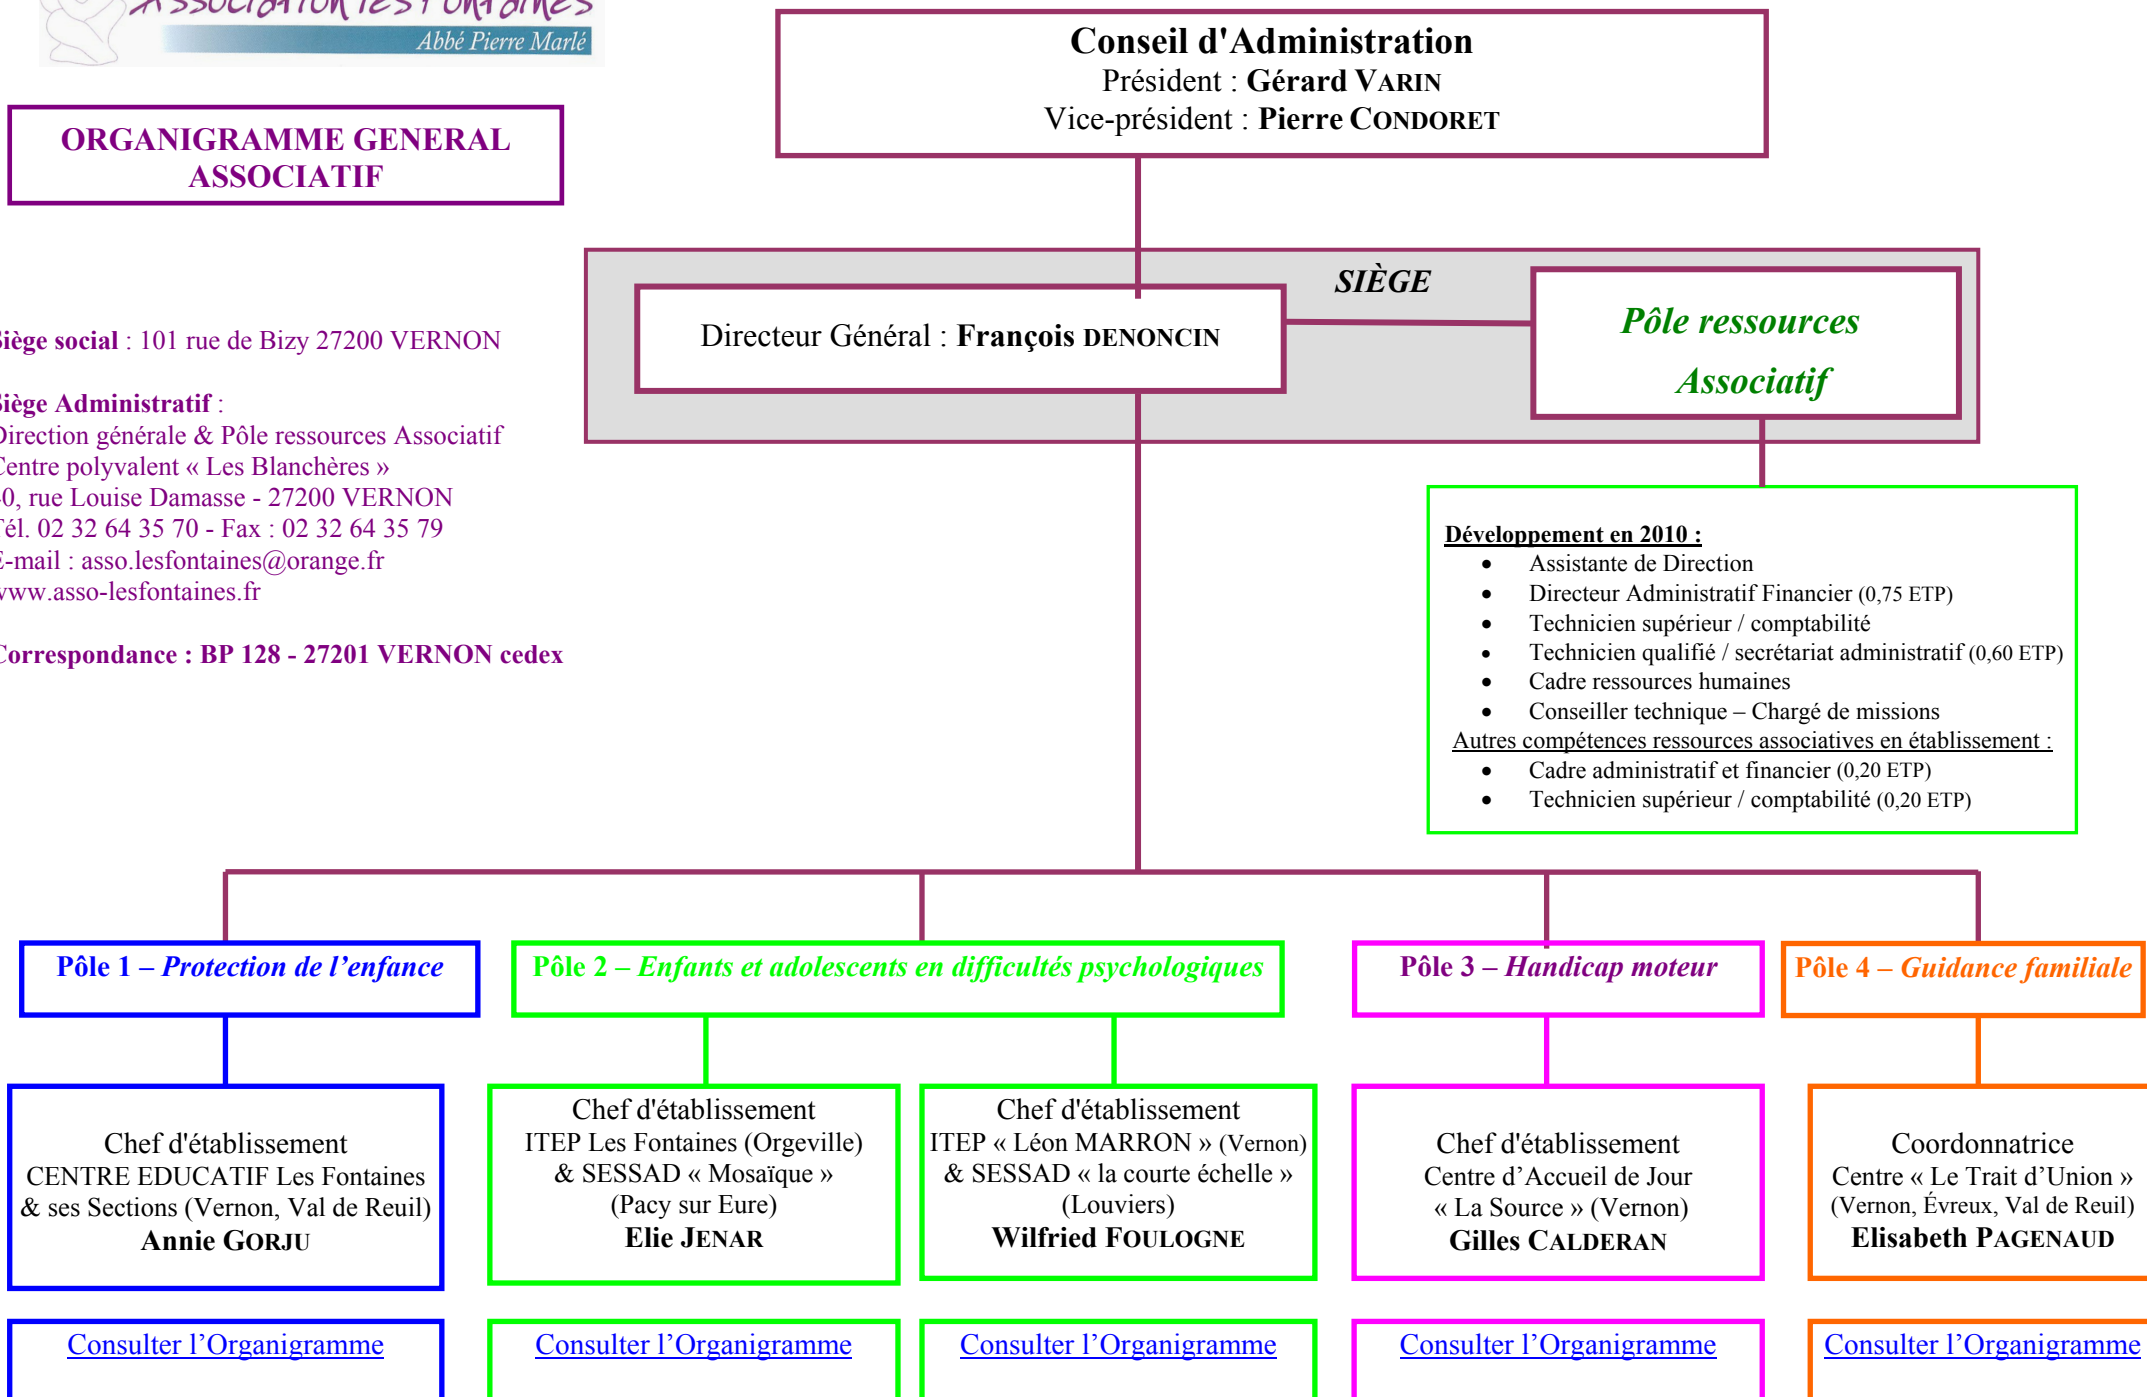 Association les Fontaines
Abbé Pierre Marlé
ORGANIGRAMME GENERAL
ASSOCIATIF
Conseil d'Administration
Président : Gérard VARIN
Vice-président : Pierre CONDORET
SIÈGE
Directeur Général : François DENONCIN
Pôle ressources
Associatif
Siège social : 101 rue de Bizy 27200 VERNON
Siège Administratif :
Direction générale & Pôle ressources Associatif
Centre polyvalent « Les Blanchères »
0, rue Louise Damasse - 27200 VERNON
Tél. 02 32 64 35 70 - Fax : 02 32 64 35 79
E-mail : asso.lesfontaines@orange.fr
www.asso-lesfontaines.fr
Correspondance : BP 128 - 27201 VERNON cedex
Développement en 2010 :
• Assistante de Direction
• Directeur Administratif Financier (0,75 ETP)
• Technicien supérieur / comptabilité
• Technicien qualifié / secrétariat administratif (0,60 ETP)
• Cadre ressources humaines
• Conseiller technique – Chargé de missions
Autres compétences ressources associatives en établissement :
• Cadre administratif et financier (0,20 ETP)
• Technicien supérieur / comptabilité (0,20 ETP)
Pôle 1 – Protection de l’enfance
Pôle 2 – Enfants et adolescents en difficultés psychologiques
Pôle 3 – Handicap moteur
Pôle 4 – Guidance familiale
Chef d'établissement
CENTRE EDUCATIF Les Fontaines
& ses Sections (Vernon, Val de Reuil)
Annie GORJU
Chef d'établissement
ITEP Les Fontaines (Orgeville)
& SESSAD « Mosaïque »
(Pacy sur Eure)
Elie JENAR
Chef d'établissement
ITEP « Léon MARRON » (Vernon)
& SESSAD « la courte échelle »
(Louviers)
Wilfried FOULOGNE
Chef d'établissement
Centre d’Accueil de Jour
« La Source » (Vernon)
Gilles CALDERAN
Coordonnatrice
Centre « Le Trait d’Union »
(Vernon, Évreux, Val de Reuil)
Elisabeth PAGENAUD
Consulter l’Organigramme
Consulter l’Organigramme
Consulter l’Organigramme
Consulter l’Organigramme
Consulter l’Organigramme